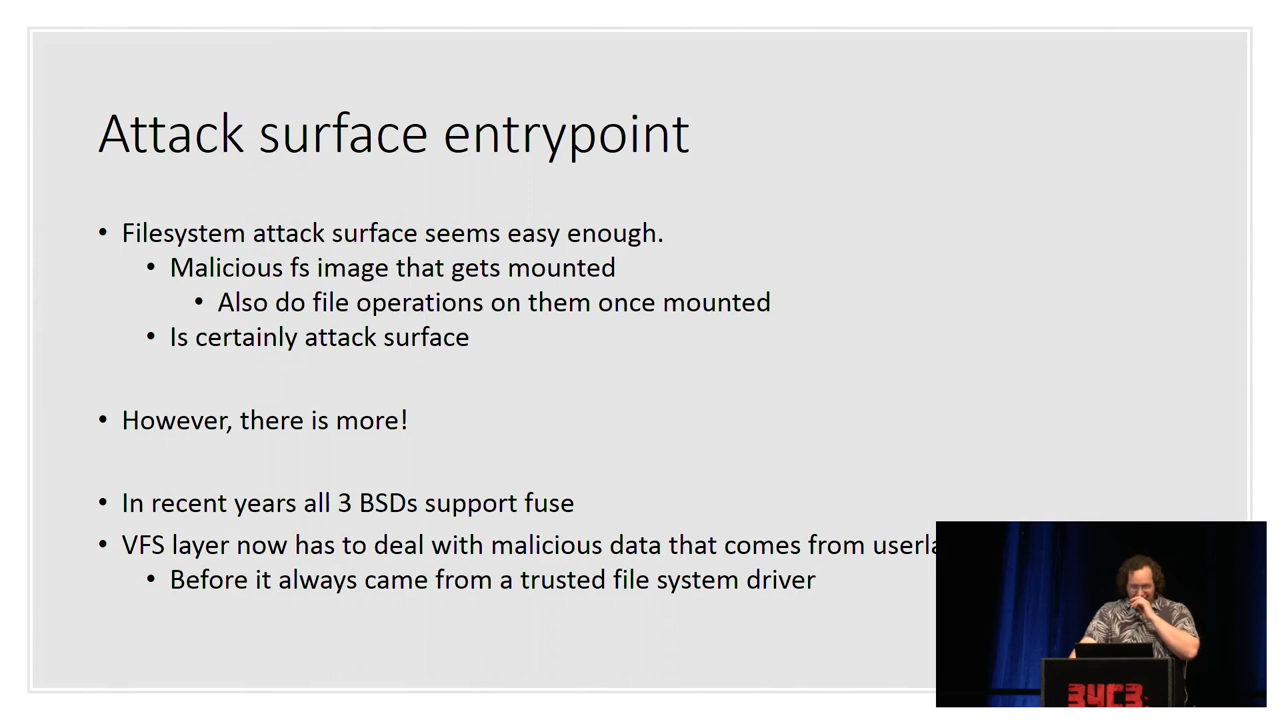 Attack surface entrypoint
• Filesystem attack surface seems easy enough.
• Malicious fs image that gets mounted
• Also do file operations on them once mounted
• Is certainly attack surface
• However, there is more!
• In recent years all 3 BSDs support fuse
• VFS layer now has to deal with malicious data that comes from
• Before it always came from a trusted file system driver
34C3